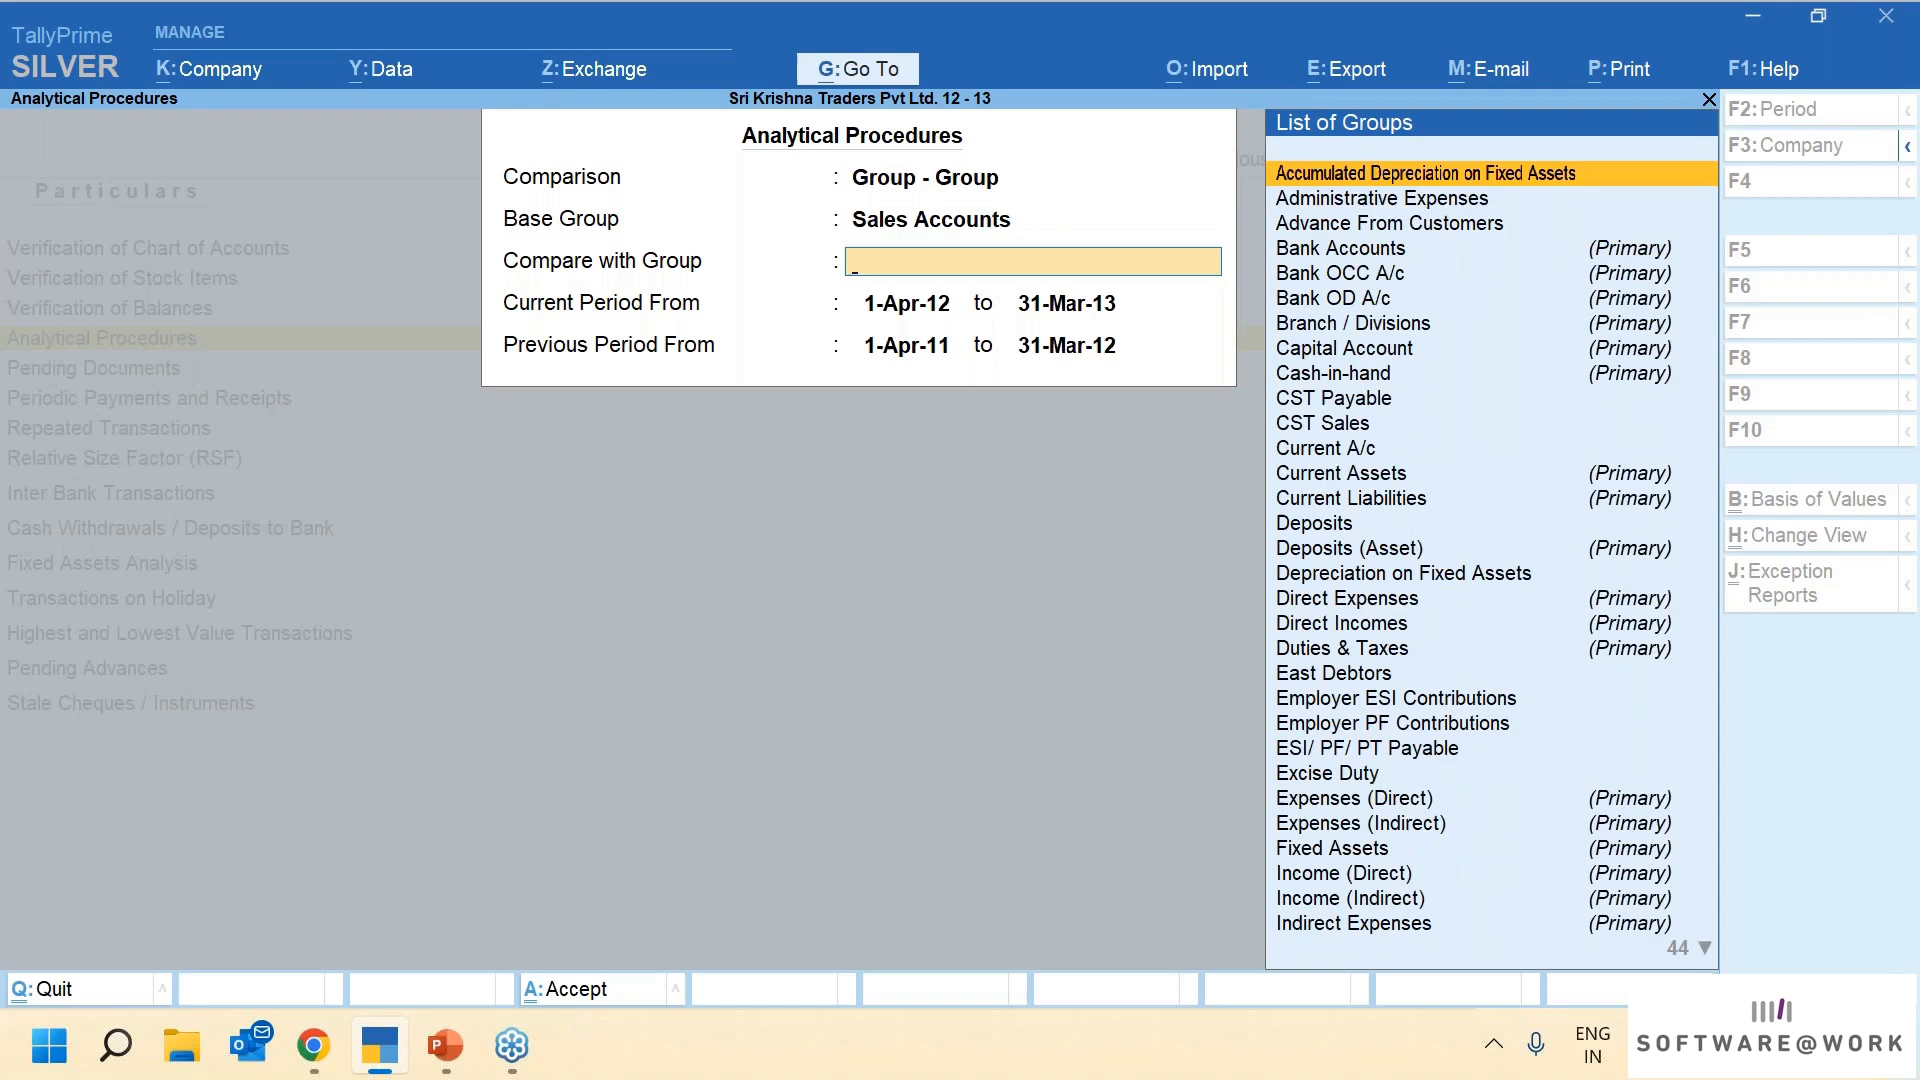 TallyPrime
SILVER
MANAGE
K: Company
Y: Data
Z: Exchange
G: Go To
O: Import
E: Export
M: E-mail
P: Print
F1: Help
Analytical Procedures
Sri Krishna Traders Pvt Ltd. 12 - 13
Particulars
Verification of Chart of Accounts
Verification of Stock Items
Verification of Balances
Analytical Procedures
Pending Documents
Periodic Payments and Receipts
Repeated Transactions
Relative Size Factor (RSF)
Inter Bank Transactions
Cash Withdrawals / Deposits to Bank
Fixed Assets Analysis
Transactions on Holiday
Highest and Lowest Value Transactions
Pending Advances
Stale Cheques / Instruments
Analytical Procedures
Comparison : Group - Group
Base Group : Sales Accounts
Compare with Group :
Current Period From : 1-Apr-12 to 31-Mar-13
Previous Period From : 1-Apr-11 to 31-Mar-12
List of Groups
Accumulated Depreciation on Fixed Assets
Administrative Expenses
Advance From Customers
Bank Accounts (Primary)
Bank OCC A/c (Primary)
Bank OD A/c (Primary)
Branch / Divisions (Primary)
Capital Account (Primary)
Cash-in-hand (Primary)
CST Payable
CST Sales
Current A/c
Current Assets (Primary)
Current Liabilities (Primary)
Deposits
Deposits (Asset) (Primary)
Depreciation on Fixed Assets
Direct Expenses (Primary)
Direct Incomes (Primary)
Duties & Taxes (Primary)
East Debtors
Employer ESI Contributions
Employer PF Contributions
ESI/ PF/ PT Payable
Excise Duty
Expenses (Direct) (Primary)
Expenses (Indirect) (Primary)
Fixed Assets (Primary)
Income (Direct) (Primary)
Income (Indirect) (Primary)
Indirect Expenses (Primary)
44
F2: Period
F3: Company
F4
F5
F6
F7
F8
F9
F10
B: Basis of Values
H: Change View
J: Exception
Reports
Q: Quit
A: Accept
ENG
IN
SOFTWARE@WORK